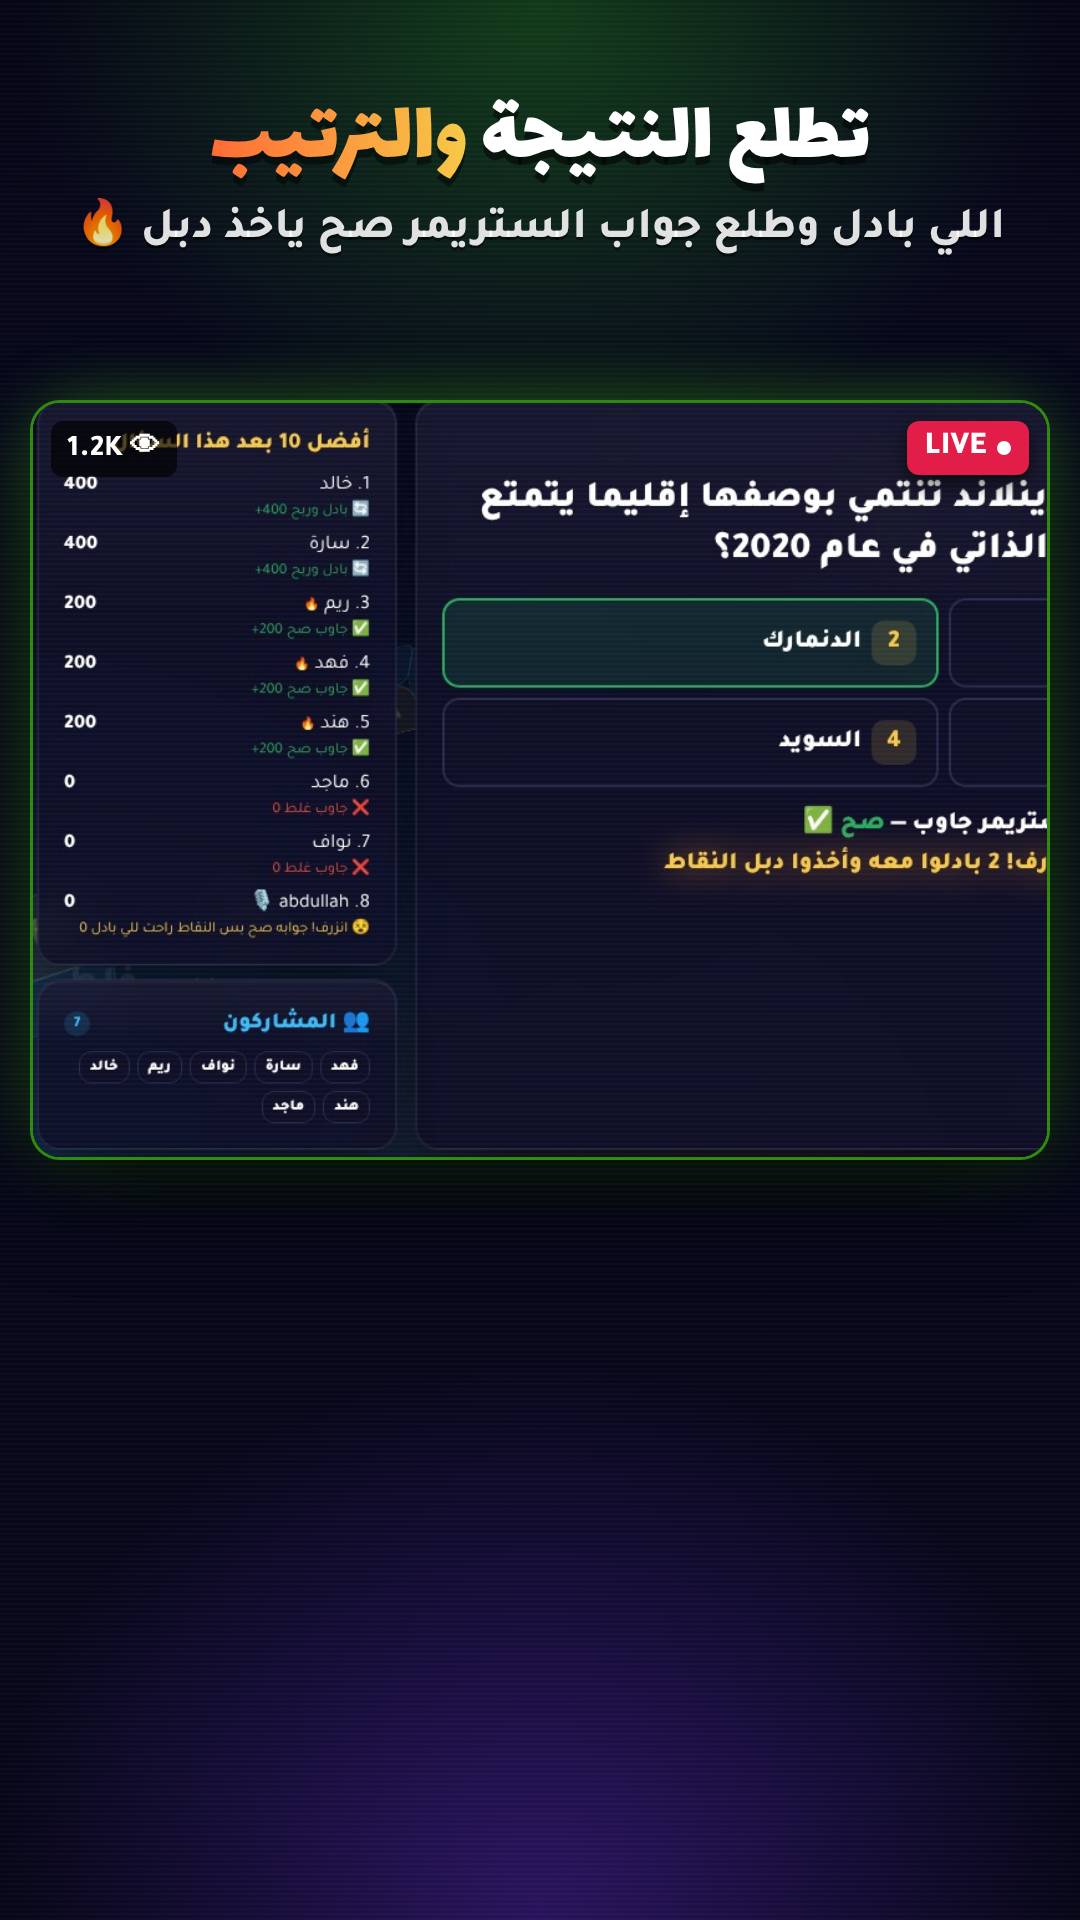 تطلع النتيجة والترتيب
اللي بادل وطلع جواب الستريمر صح ياخذ دبل 🔥
LIVE
1.2K
ينلاند تنتمي بوصفها إقليما يتمتع
الذاتي في عام 2020؟
2 الدنمارك
4 السويد
ستريمر جاوب – صح ✅
رف! 2 بادلوا معه وأخذوا دبل النقاط
أفضل 10 بعد هذا
1. خالد 400
🔄 بادل وربح 400+
2. سارة 400
🔄 بادل وربح 400+
3. ريم 🔥 200
✅ جاوب صح 200+
4. فهد 🔥 200
✅ جاوب صح 200+
5. هند 🔥 200
✅ جاوب صح 200+
6. ماجد 0
❌ جاوب غلط 0
7. نواف 0
❌ جاوب غلط 0
8. abdullah 🎙️ 0
😵 انزرف! جوابه صح بس النقاط راحت للي بادل 0
👥 المشاركون 7
فهد سارة نواف ريم خالد
هند ماجد